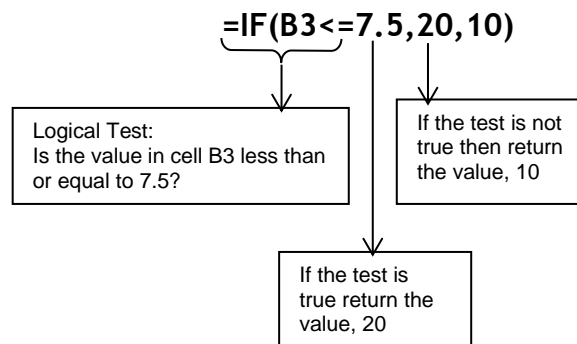 =IF(B3<=7.5,20,10)
Logical Test:
Is the value in cell B3 less than
or equal to 7.5?
If the test is not
true then return
the value, 10
If the test is
true return the
value, 20